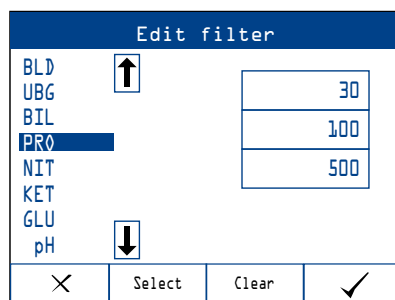 Edit filter
BLD
UBG
BIL
PRO
NIT
KET
GLU
pH
30
100
500
Select
Clear